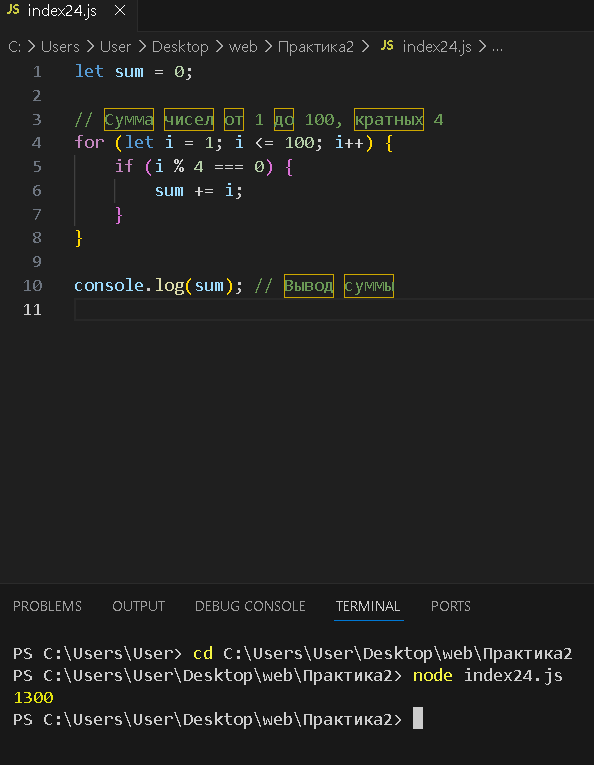 JS index24.js ×
C: > Users > User > Desktop > web > Практика2 > JS index24.js > ...
1 let sum = 0;
2
3 // Сумма чисел от 1 до 100, кратных 4
4 for (let i = 1; i <= 100; i++) {
5 if (i % 4 === 0) {
6 sum += i;
7 }
8 }
9
10 console.log(sum); // Вывод суммы
11
PROBLEMS OUTPUT DEBUG CONSOLE TERMINAL PORTS
PS C:\Users\User> cd C:\Users\User\Desktop\web\Практика2
PS C:\Users\User\Desktop\web\Практика2> node index24.js
1300
PS C:\Users\User\Desktop\web\Практика2>